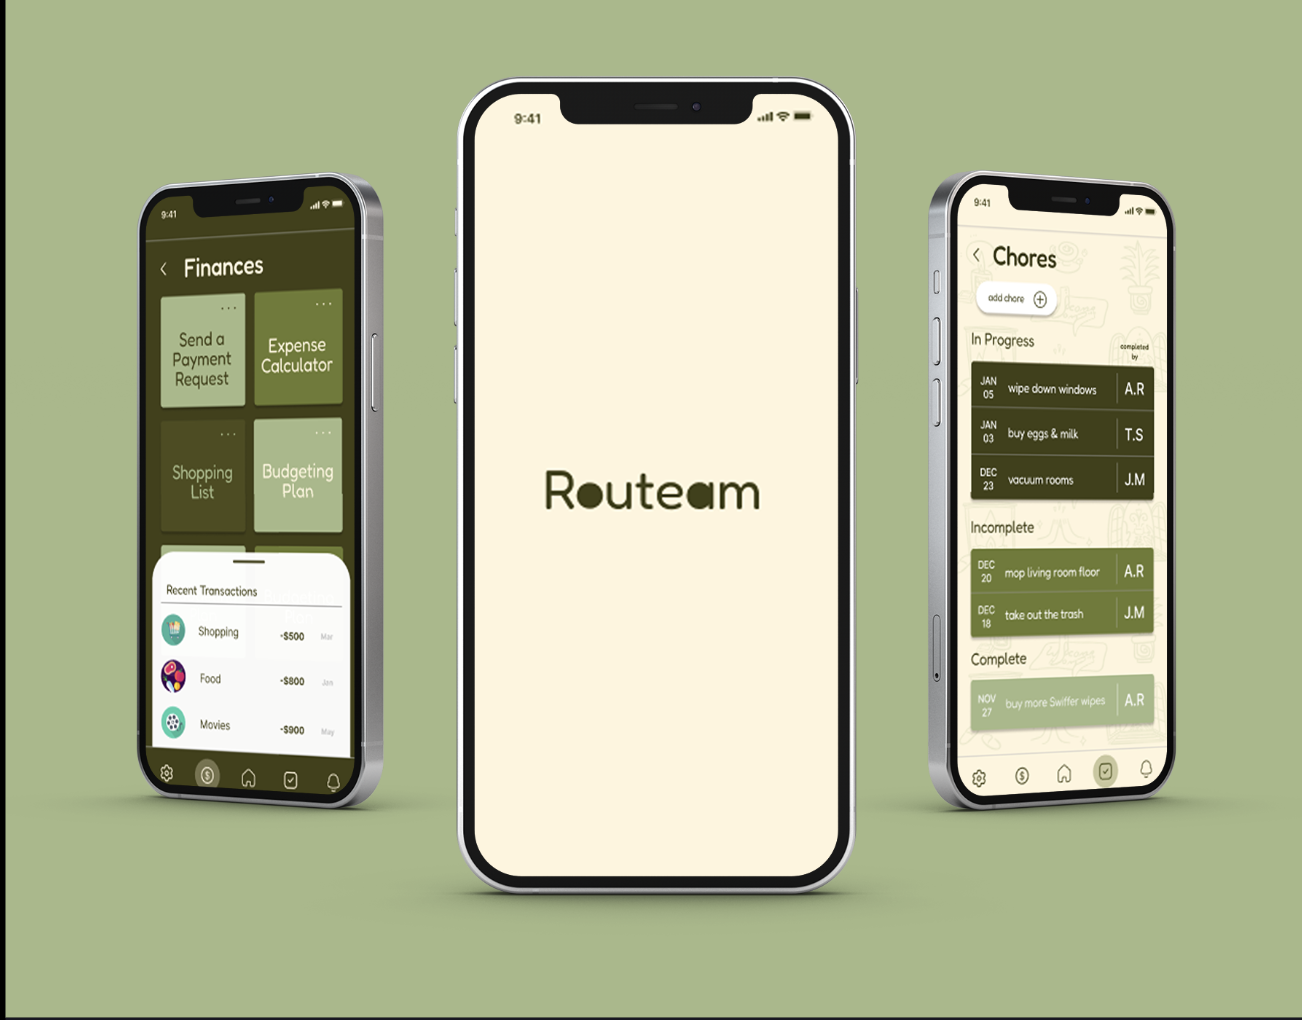 9:41
Finances
...
...
Send a
Payment
Request
Expense
Calculator
...
...
Shopping
List
Budgeting
Plan
Recent Transactions
Shopping -$500 Mar
Food -$800 Jan
Movies -$900 May
$
9:41
Routeam
9:41
Chores
add chore
In Progress
completed
by
JAN
05
wipe down windows
A.R
JAN
03
buy eggs & milk
T.S
DEC
23
vacuum rooms
J.M
Incomplete
DEC
20
mop living room floor
A.R
DEC
18
take out the trash
J.M
Complete
NOV
27
buy more Swiffer wipes
A.R
$